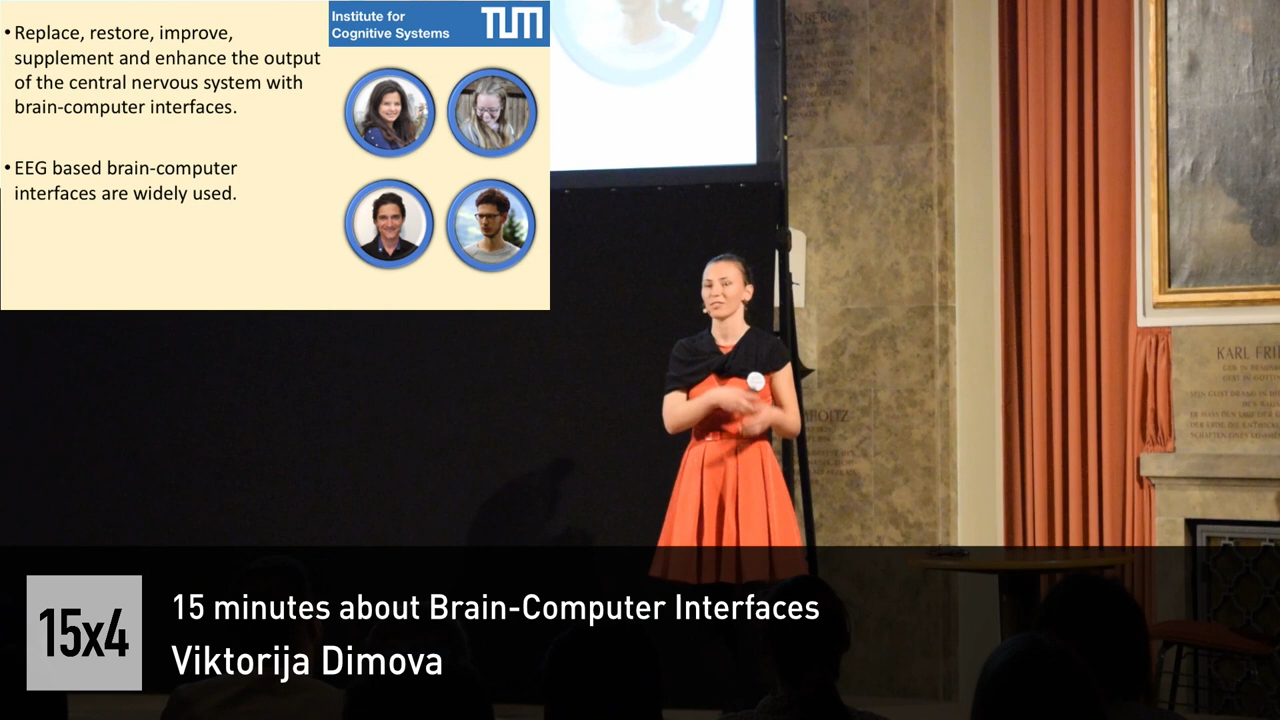 • Replace, restore, improve,
supplement and enhance the output
of the central nervous system with
brain-computer interfaces.
• EEG based brain-computer
interfaces are widely used.
Institute for
Cognitive Systems
TUM
KARL FRI
15x4
15 minutes about Brain-Computer Interfaces
Viktorija Dimova